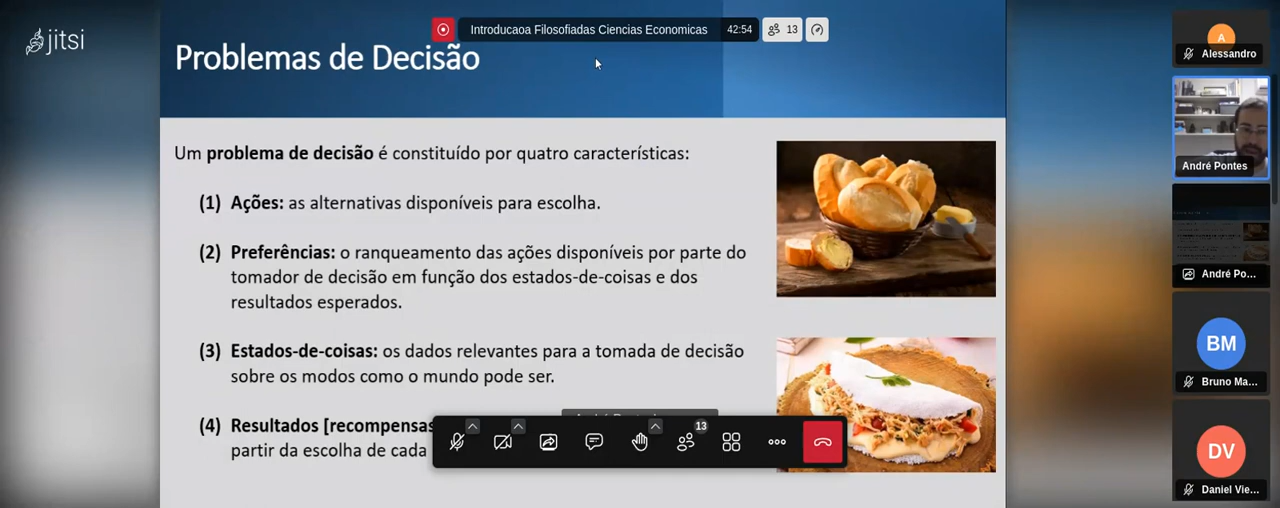 jitsi
Introducaoa Filosofiadas Ciencias Economicas
42:54
13
Problemas de Decisão
Um problema de decisão é constituído por quatro características:
(1) Ações: as alternativas disponíveis para escolha.
(2) Preferências: o ranqueamento das ações disponíveis por parte do
tomador de decisão em função dos estados-de-coisas e dos
resultados esperados.
(3) Estados-de-coisas: os dados relevantes para a tomada de decisão
sobre os modos como o mundo pode ser.
(4) Resultados [recompensas
partir da escolha de cada
13
A
Alessandro
André Pontes
André Po...
BM
Bruno Ma...
DV
Daniel Vie...